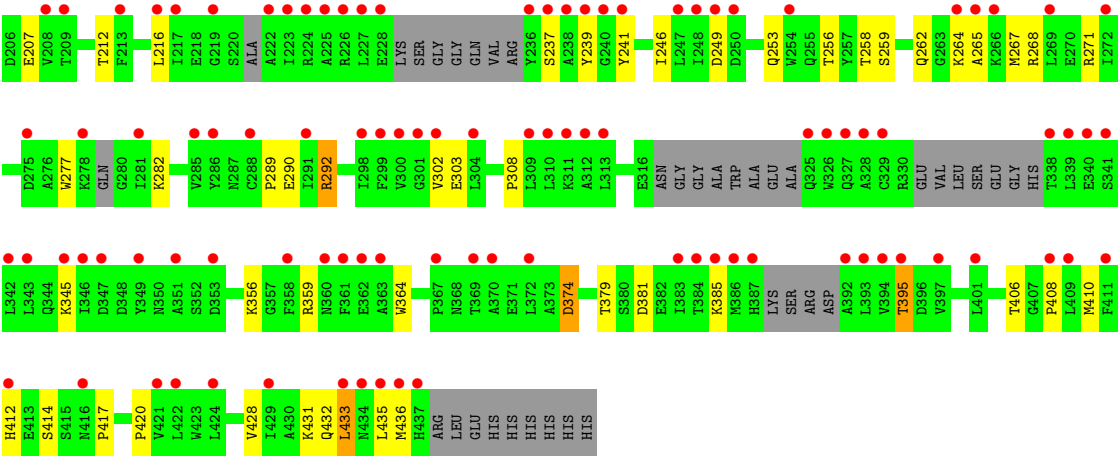 D206 E207 V208 T209 T212 F213 L216 I217 E218 G219 S220 ALA A222 I223 R224 A225 R226 L227 E228 LYS SER GLY GLY GLN VAL ARG Y236 S237 A238 Y239 G240 Y241 I246 L247 I248 D249 D250 Q253 W254 Q255 T256 Y257 T258 S259 Q262 G263 K264 A265 K266 M267 R268 L269 E270 R271 I272
D275 A276 W277 K278 GLN G280 I281 K282 V285 Y286 N287 C288 P289 E290 I291 R292 I298 F299 V300 G301 V302 E303 L304 P308 L309 L310 K311 A312 L313 E316 ASN GLY GLY ALA TRP ALA GLU ALA Q325 W326 Q327 A328 C329 R330 GLU VAL LEU SER GLU GLY HIS T338 L339 E340 S341
L342 L343 Q344 K345 I346 D347 D348 Y349 N350 A351 S352 D353 K356 G357 F358 R359 N360 F361 E362 A363 W364 P367 N368 T369 A370 E371 L372 A373 D374 T379 S380 D381 E382 I383 T384 K385 M386 H387 LYS SER ARG ASP A392 L393 V394 T395 D396 V397 L401 T406 G407 P408 L409 M410 F411
H412 E413 S414 S415 N416 P417 P420 V421 L422 W423 L424 V428 I429 A430 K431 Q432 L433 N434 L435 M436 H437 ARG LEU GLU HIS HIS HIS HIS HIS HIS